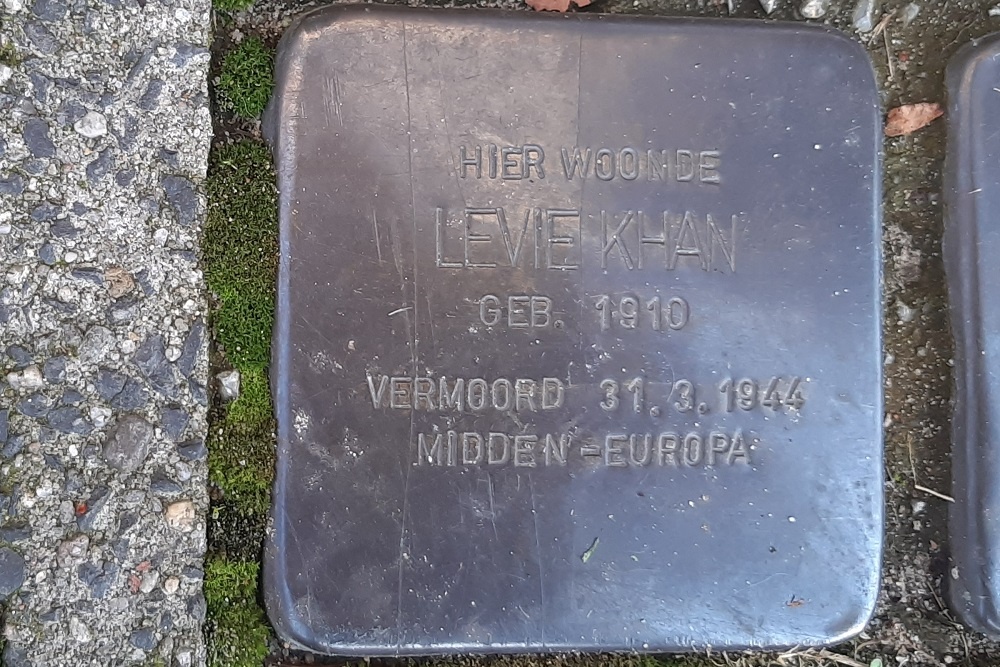 HIER WOONDE
LEVIE KHAN
GEB. 1910
VERMOORD 31.3.1944
MIDDEN-EUROPA